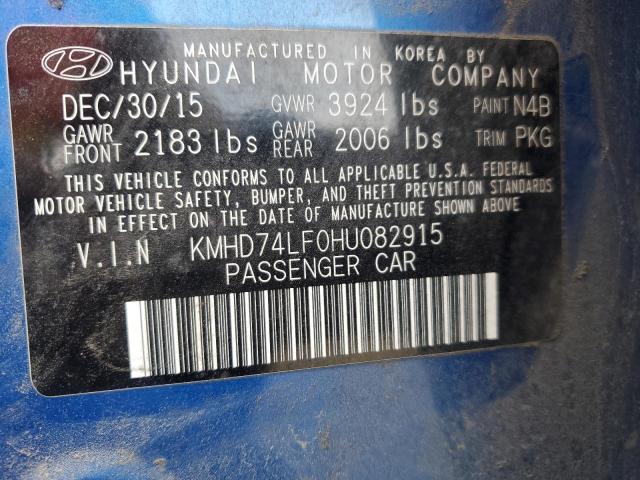 MANUFACTURED IN KOREA BY
HYUNDAI MOTOR COMPANY
DEC/30/15 GVWR 3924 lbs PAINT N4B
GAWR FRONT 2183 lbs GAWR REAR 2006 lbs TRIM PKG
THIS VEHICLE CONFORMS TO ALL APPLICABLE U.S.A. FEDERAL
MOTOR VEHICLE SAFETY, BUMPER, AND THEFT PREVENTION STANDARDS
IN EFFECT ON THE DATE OF MANUFACTURE SHOWN ABOVE
V.I.N KMHD74LF0HU082915
PASSENGER CAR